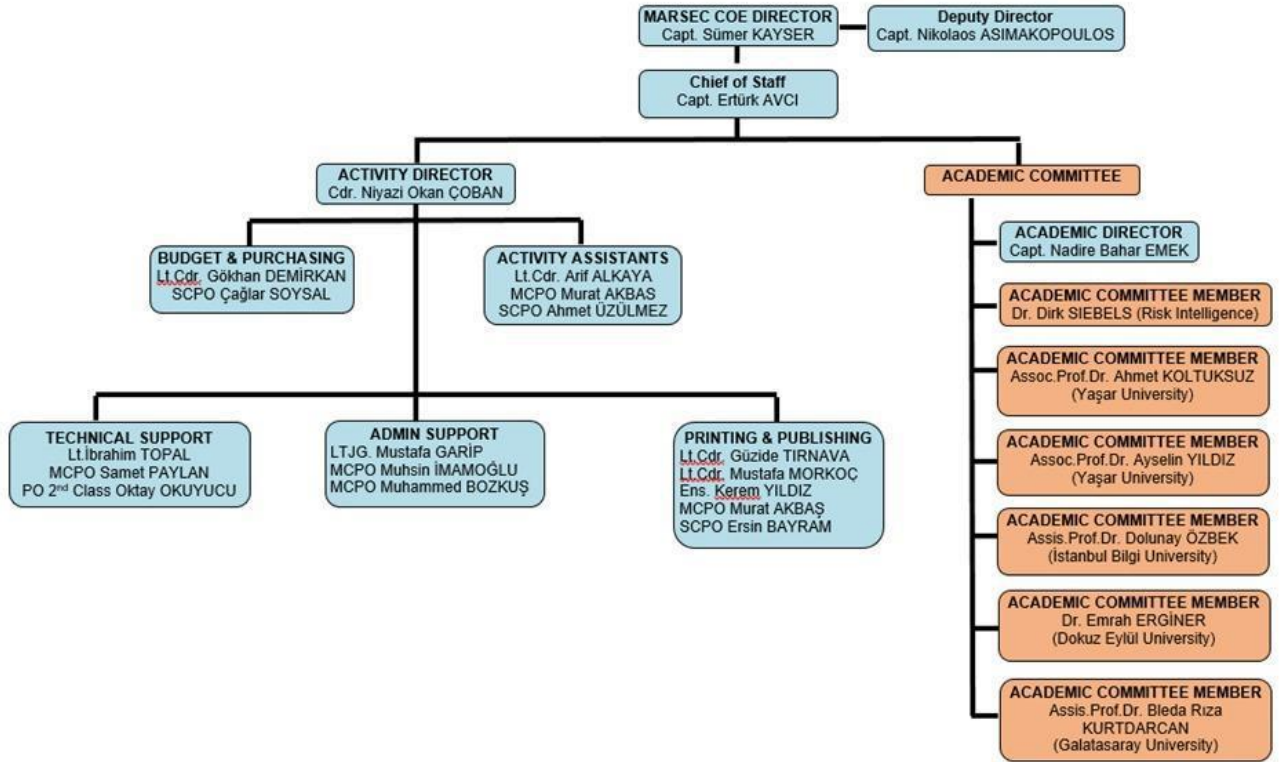 MARSEC COE DIRECTOR
Capt. Sümer KAYSER
Deputy Director
Capt. Nikolaos ASIMAKOPOULOS
Chief of Staff
Capt. Ertürk AVCI
ACTIVITY DIRECTOR
Cdr. Niyazi Okan ÇOBAN
BUDGET & PURCHASING
Lt.Cdr. Gökhan DEMİRKAN
SCPO Çağlar SOYSAL
ACTIVITY ASSISTANTS
Lt.Cdr. Arif ALKAYA
MCPO Murat AKBAS
SCPO Ahmet ÜZÜLMEZ
TECHNICAL SUPPORT
Lt.İbrahim TOPAL
MCPO Samet PAYLAN
PO 2nd Class Oktay OKUYUCU
ADMIN SUPPORT
LTJG. Mustafa GARİP
MCPO Muhsin İMAMOĞLU
MCPO Muhammed BOZKUŞ
PRINTING & PUBLISHING
Lt.Cdr. Güzide TIRNAVA
Lt.Cdr. Mustafa MORKOÇ
Ens. Kerem YILDIZ
MCPO Murat AKBAŞ
SCPO Ersin BAYRAM
ACADEMIC COMMITTEE
ACADEMIC DIRECTOR
Capt. Nadire Bahar EMEK
ACADEMIC COMMITTEE MEMBER
Dr. Dirk SIEBELS (Risk Intelligence)
ACADEMIC COMMITTEE MEMBER
Assoc.Prof.Dr. Ahmet KOLTUKSUZ
(Yaşar University)
ACADEMIC COMMITTEE MEMBER
Assoc.Prof.Dr. Ayselin YILDIZ
(Yaşar University)
ACADEMIC COMMITTEE MEMBER
Assis.Prof.Dr. Dolunay ÖZBEK
(İstanbul Bilgi University)
ACADEMIC COMMITTEE MEMBER
Dr. Emrah ERGİNER
(Dokuz Eylül University)
ACADEMIC COMMITTEE MEMBER
Assis.Prof.Dr. Bleda Rıza
KURTDARCAN
(Galatasaray University)